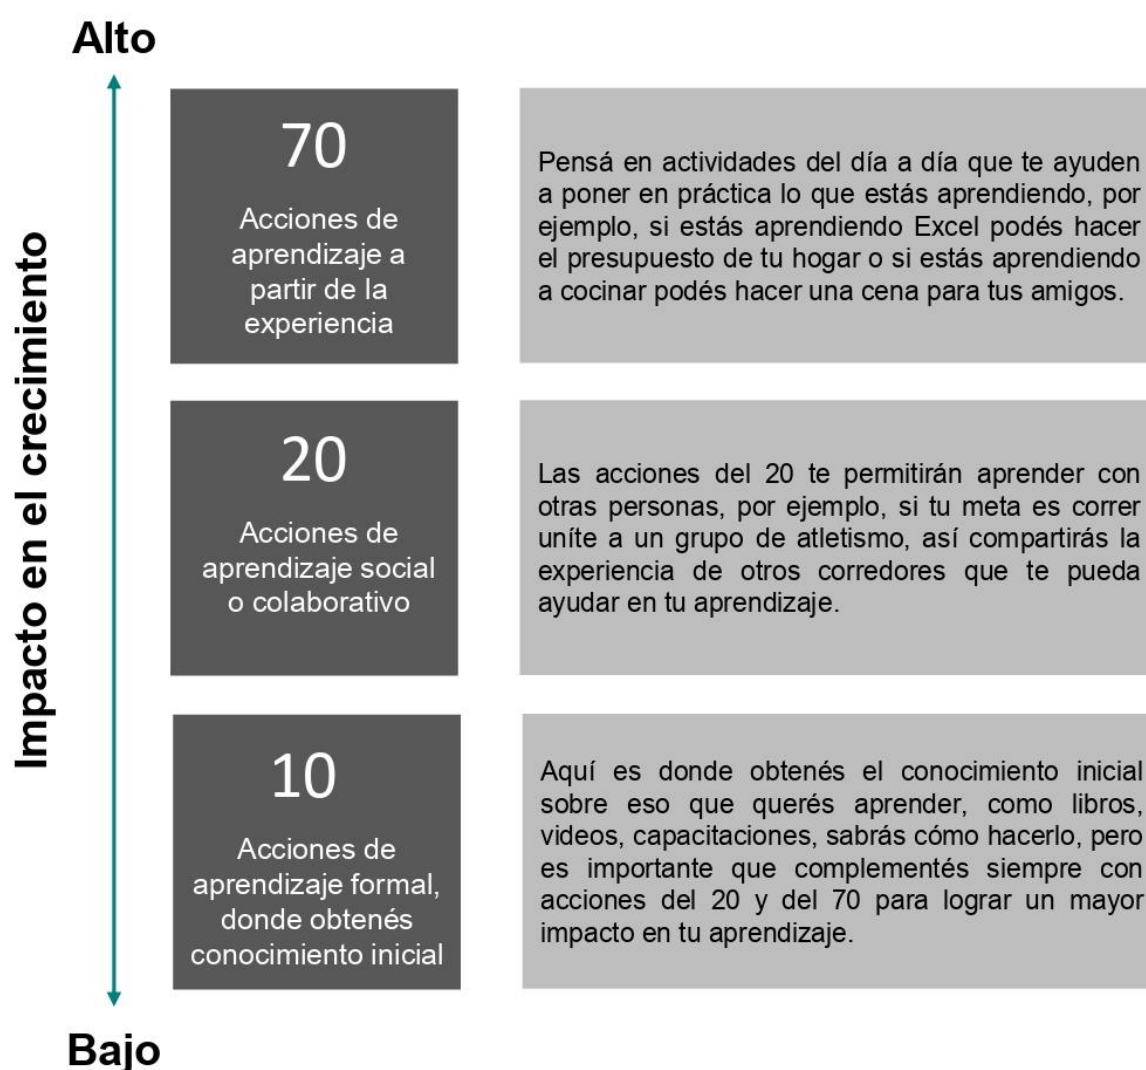 Alto
Impacto en el crecimiento
70
Acciones de
aprendizaje a
partir de la
experiencia
Pensá en actividades del día a día que te ayuden
a poner en práctica lo que estás aprendiendo, por
ejemplo, si estás aprendiendo Excel podés hacer
el presupuesto de tu hogar o si estás aprendiendo
a cocinar podés hacer una cena para tus amigos.
20
Acciones de
aprendizaje social
o colaborativo
Las acciones del 20 te permitirán aprender con
otras personas, por ejemplo, si tu meta es correr
uníte a un grupo de atletismo, así compartirás la
experiencia de otros corredores que te pueda
ayudar en tu aprendizaje.
10
Acciones de
aprendizaje formal,
donde obtenés
conocimiento inicial
Aquí es donde obtenés el conocimiento inicial
sobre eso que querés aprender, como libros,
videos, capacitaciones, sabrás cómo hacerlo, pero
es importante que complementés siempre con
acciones del 20 y del 70 para lograr un mayor
impacto en tu aprendizaje.
Bajo